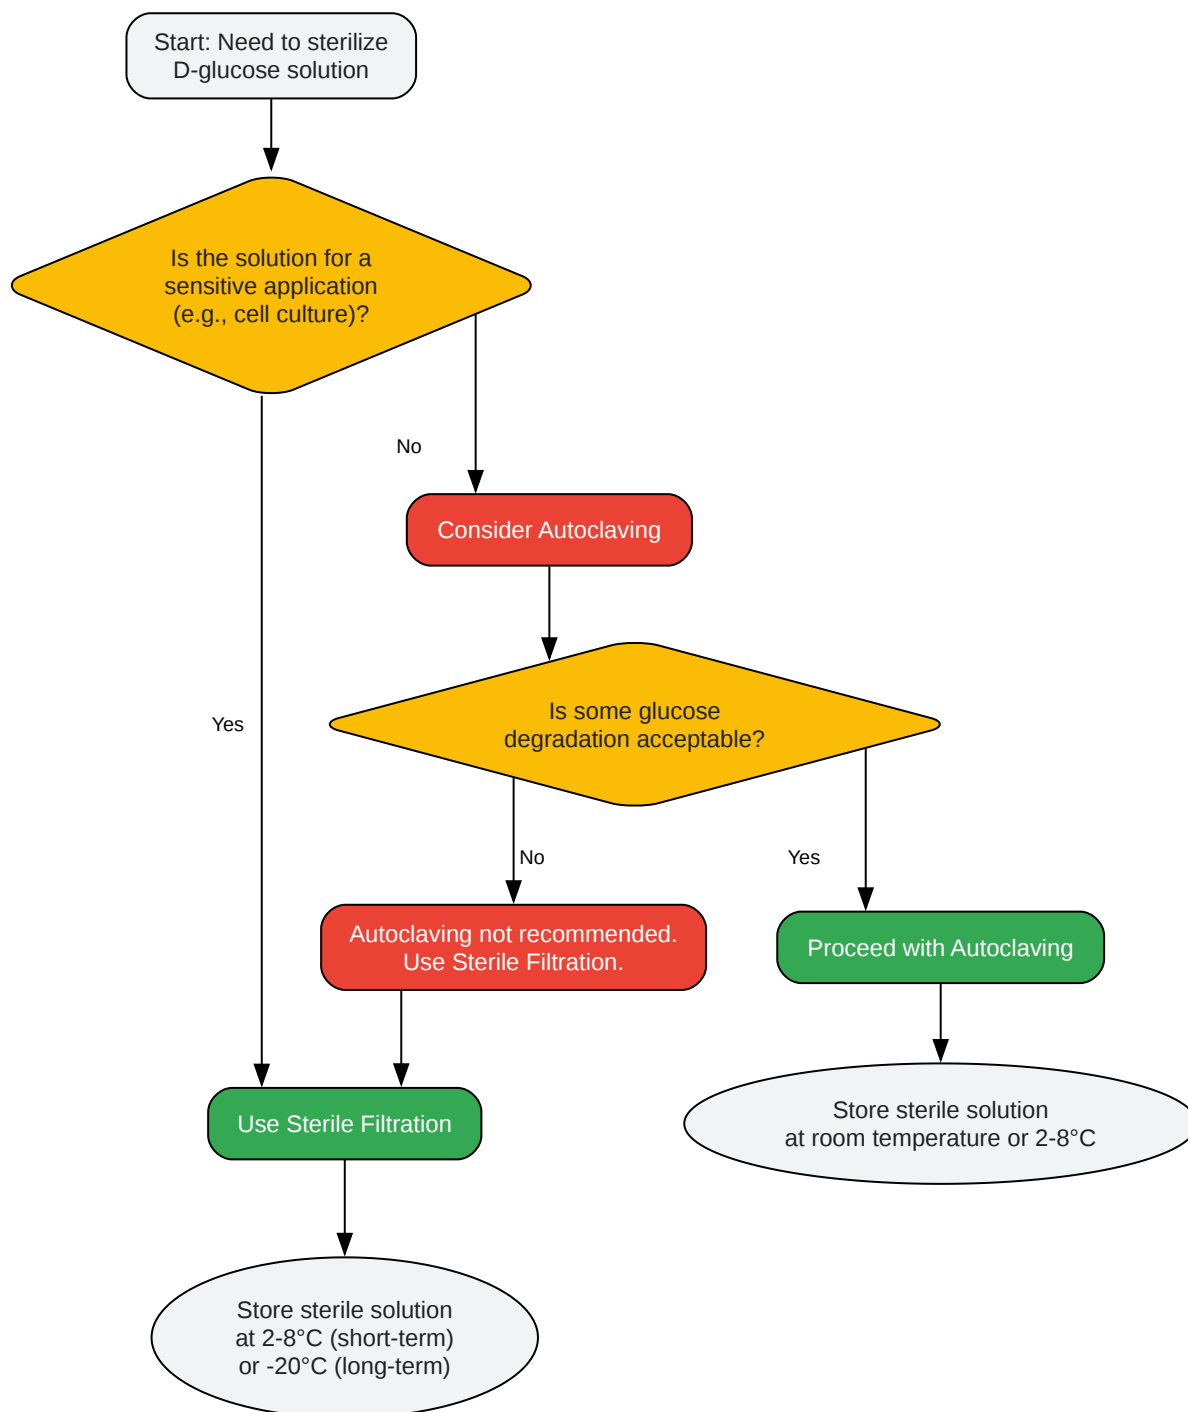 Start: Need to sterilize
D-glucose solution
Is the solution for a
sensitive application
(e.g., cell culture)?
No
Consider Autoclaving
Yes
Is some glucose
degradation acceptable?
No
Yes
Autoclaving not recommended.
Use Sterile Filtration.
Proceed with Autoclaving
Use Sterile Filtration
Store sterile solution
at room temperature or 2-8°C
Store sterile solution
at 2-8°C (short-term)
or -20°C (long-term)